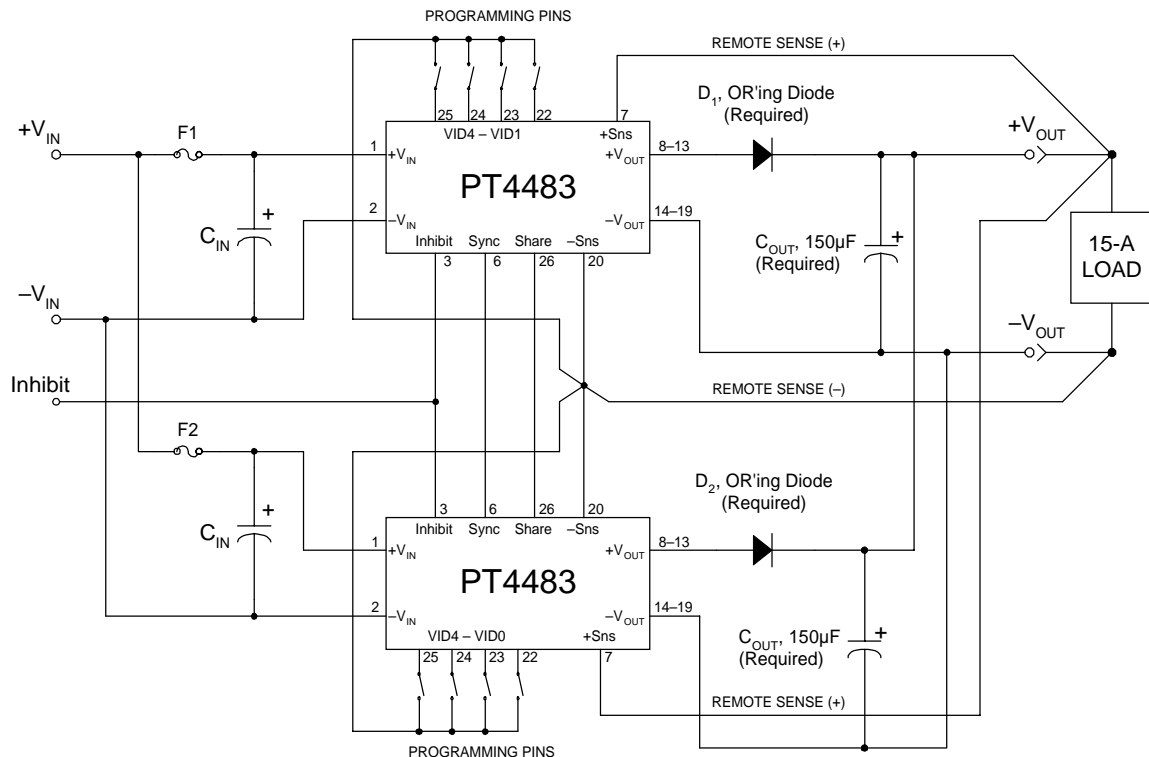 PROGRAMMING PINS
REMOTE SENSE (+)
25 24 23 22
7
D1, OR'ing Diode
(Required)
+VIN
F1
VID4 – VID1
+Sns
1
+VIN
+VOUT
8–13
+VOUT
PT4483
2
–VIN
–VOUT
14–19
CIN
+
Inhibit Sync Share –Sns
3 6 26 20
COUT, 150µF
(Required)
+
15-A
LOAD
–VIN
–VOUT
Inhibit
REMOTE SENSE (–)
F2
D2, OR'ing Diode
(Required)
3 6 26 20
Inhibit Sync Share –Sns
CIN
+
1
+VIN
+VOUT
8–13
PT4483
2
–VIN
–VOUT
14–19
VID4 – VID0
+Sns
25 24 23 22
7
COUT, 150µF
(Required)
+
REMOTE SENSE (+)
PROGRAMMING PINS